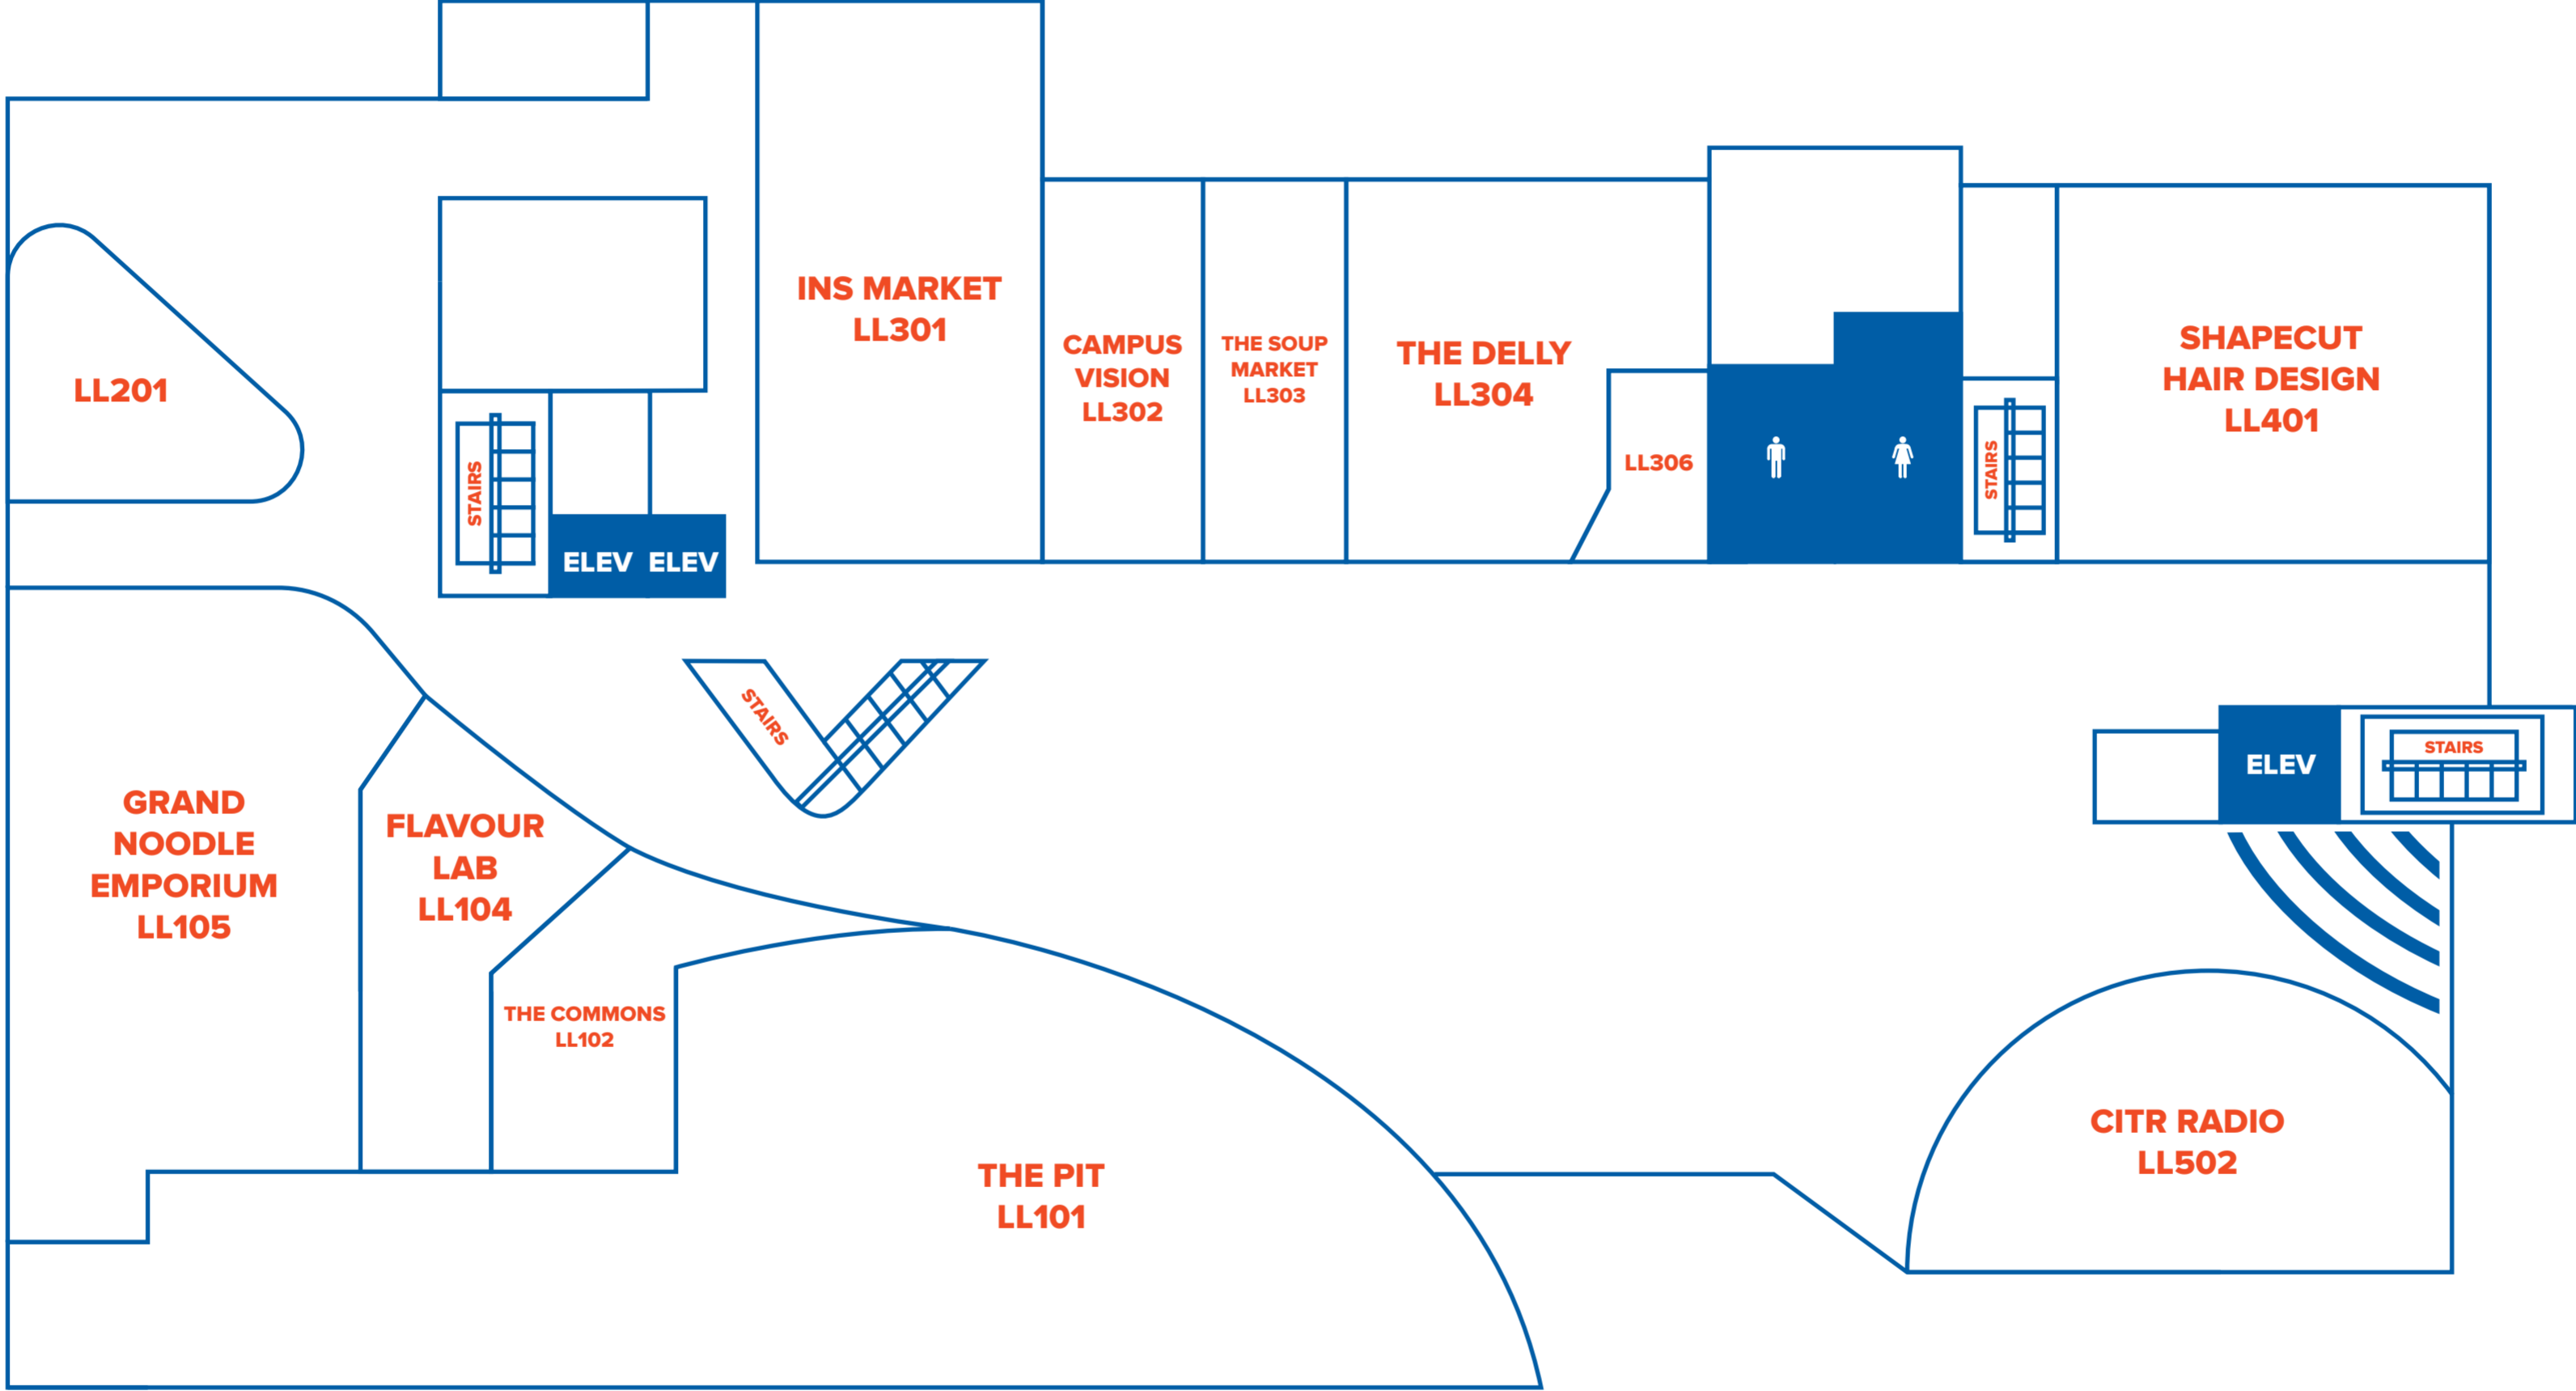 INS MARKET
LL301
CAMPUS
VISION
LL302
THE SOUP
MARKET
LL303
THE DELLY
LL304
LL306
SHAPECUT
HAIR DESIGN
LL401
LL201
STAIRS
ELEV ELEV
STAIRS
STAIRS
ELEV
STAIRS
GRAND
NOODLE
EMPORIUM
LL105
FLAVOUR
LAB
LL104
THE COMMONS
LL102
THE PIT
LL101
CITR RADIO
LL502